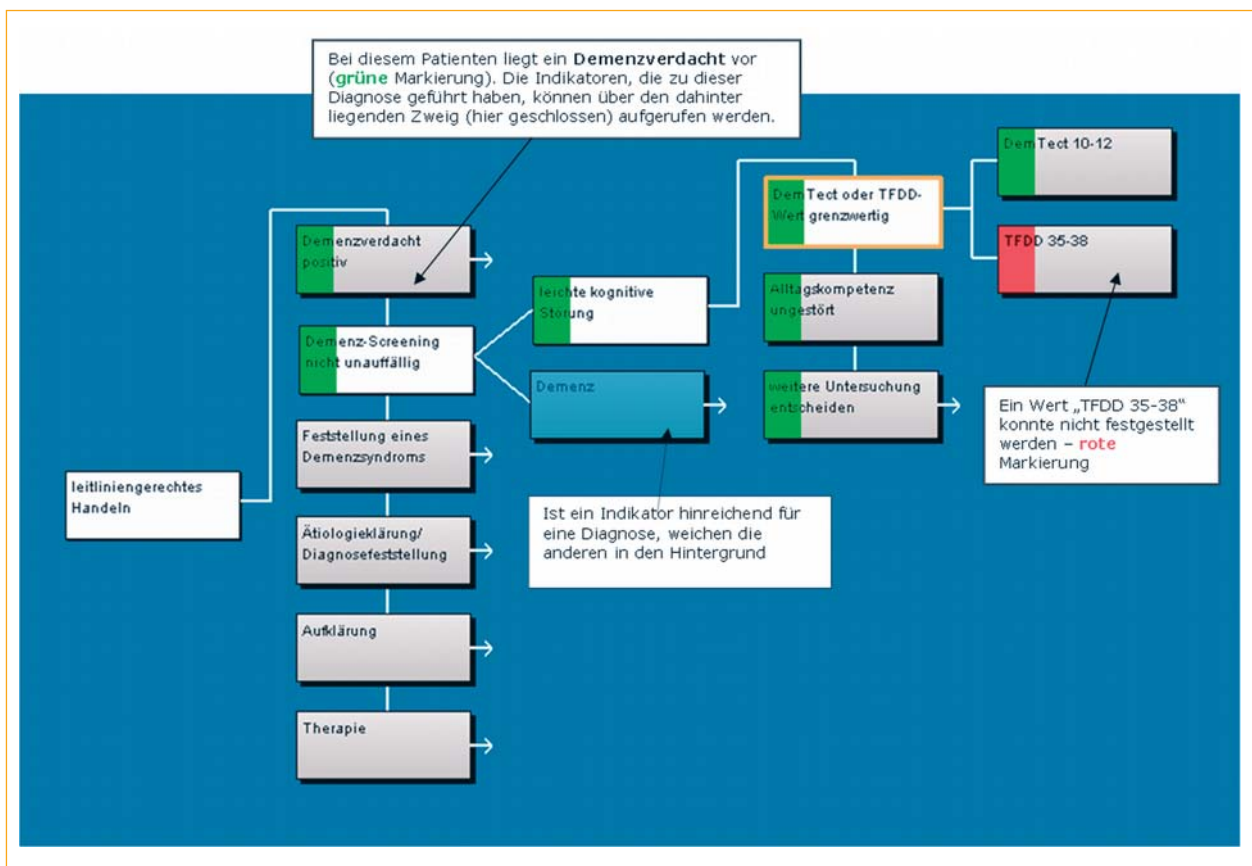 Bei diesem Patienten liegt ein Demenzverdacht vor
(grüne Markierung). Die Indikatoren, die zu dieser
Diagnose geführt haben, können über den dahinter
liegenden Zweig (hier geschlossen) aufgerufen werden.
DemTect 10-12
DemTect oder TFDD-
Wert grenzwertig
TFDD 35-38
Demenzverdacht
positiv
leichte kognitive
Störung
Alltagskompetenz
ungestört
Demenz-Screening
nicht unauffällig
Demenz
weitere Untersuchung
entscheiden
Ein Wert „TFDD 35-38“
konnte nicht festgestellt
werden – rote
Markierung
Feststellung eines
Demenzsyndroms
leitliniengerechtes
Handeln
Ist ein Indikator hinreichend für
eine Diagnose, weichen die
anderen in den Hintergrund
Ätiologieklärung/
Diagnosefeststellung
Aufklärung
Therapie